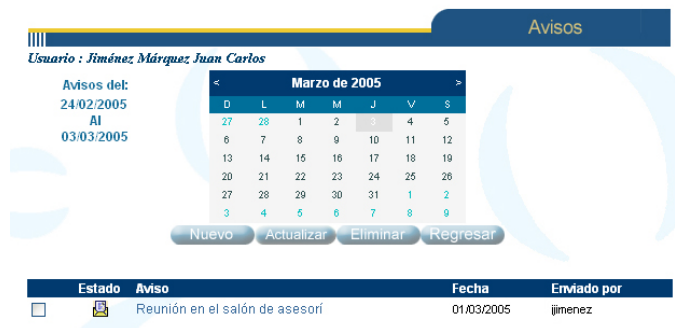 Avisos
Usuario : Jiménez Márquez Juan Carlos
Avisos del:
24/02/2005
Al
03/03/2005
< Marzo de 2005 >
D L M M J V S
27 28 1 2 3 4 5
6 7 8 9 10 11 12
13 14 15 16 17 18 19
20 21 22 23 24 25 26
27 28 29 30 31 1 2
3 4 5 6 7 8 9
Nuevo Actualizar Eliminar Regresar
Estado Aviso Fecha Enviado por
Reunión en el salón de asesorí 01/03/2005 ijimenez